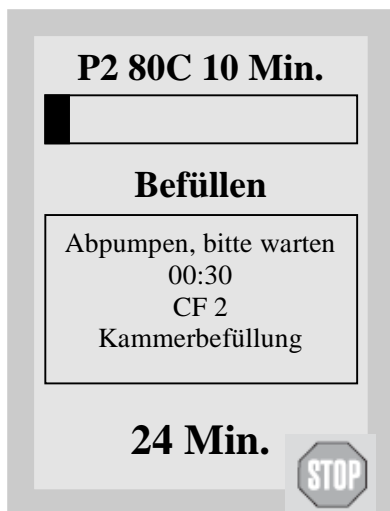 P2 80C 10 Min.
Befüllen
Abpumpen, bitte warten
00:30
CF 2
Kammerbefüllung
24 Min.
STOP